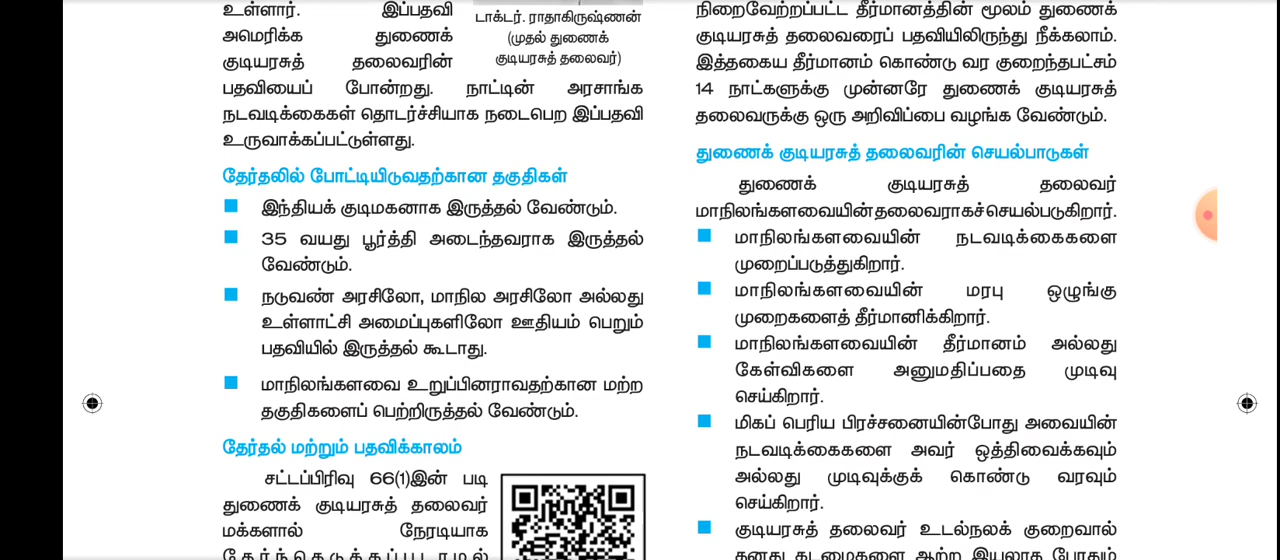 உள்ளார். இப்பதவி
அமெரிக்க துணைக்
குடியரசுத் தலைவரின்
பதவியைப் போன்றது. நாட்டின் அரசாங்க
நடவடிக்கைகள் தொடர்ச்சியாக நடைபெற இப்பதவி
உருவாக்கப்பட்டுள்ளது.
டாக்டர். ராதாகிருஷ்ணன்
(முதல் துணைக்
குடியரசுத் தலைவர்)
தேர்தலில் போட்டியிடுவதற்கான தகுதிகள்
இந்தியக் குடிமகனாக இருத்தல் வேண்டும்.
35 வயது பூர்த்தி அடைந்தவராக இருத்தல்
வேண்டும்.
நடுவண் அரசிலோ, மாநில அரசிலோ அல்லது
உள்ளாட்சி அமைப்புகளிலோ ஊதியம் பெறும்
பதவியில் இருத்தல் கூடாது.
மாநிலங்களவை உறுப்பினராவதற்கான மற்ற
தகுதிகளைப் பெற்றிருத்தல் வேண்டும்.
தேர்தல் மற்றும் பதவிக்காலம்
சட்டப்பிரிவு 66(1)இன் படி
துணைக் குடியரசுத் தலைவர்
மக்களால் நேரடியாக
தேர்ந்தெடுக்கப்படாமல்
நிறைவேற்றப்பட்ட தீர்மானத்தின் மூலம் துணைக்
குடியரசுத் தலைவரைப் பதவியிலிருந்து நீக்கலாம்.
இத்தகைய தீர்மானம் கொண்டு வர குறைந்தபட்சம்
14 நாட்களுக்கு முன்னரே துணைக் குடியரசுத்
தலைவருக்கு ஒரு அறிவிப்பை வழங்க வேண்டும்.
துணைக் குடியரசுத் தலைவரின் செயல்பாடுகள்
துணைக் குடியரசுத் தலைவர்
மாநிலங்களவையின் தலைவராகச் செயல்படுகிறார்.
மாநிலங்களவையின் நடவடிக்கைகளை
முறைப்படுத்துகிறார்.
மாநிலங்களவையின் மரபு ஒழுங்கு
முறைகளைத் தீர்மானிக்கிறார்.
மாநிலங்களவையின் தீர்மானம் அல்லது
கேள்விகளை அனுமதிப்பதை முடிவு
செய்கிறார்.
மிகப் பெரிய பிரச்சனையின்போது அவையின்
நடவடிக்கைகளை அவர் ஒத்திவைக்கவும்
அல்லது முடிவுக்குக் கொண்டு வரவும்
செய்கிறார்.
குடியரசுத் தலைவர் உடல்நலக் குறைவால்
தனது கடமைகளை ஆற்ற இயலாத போதும்